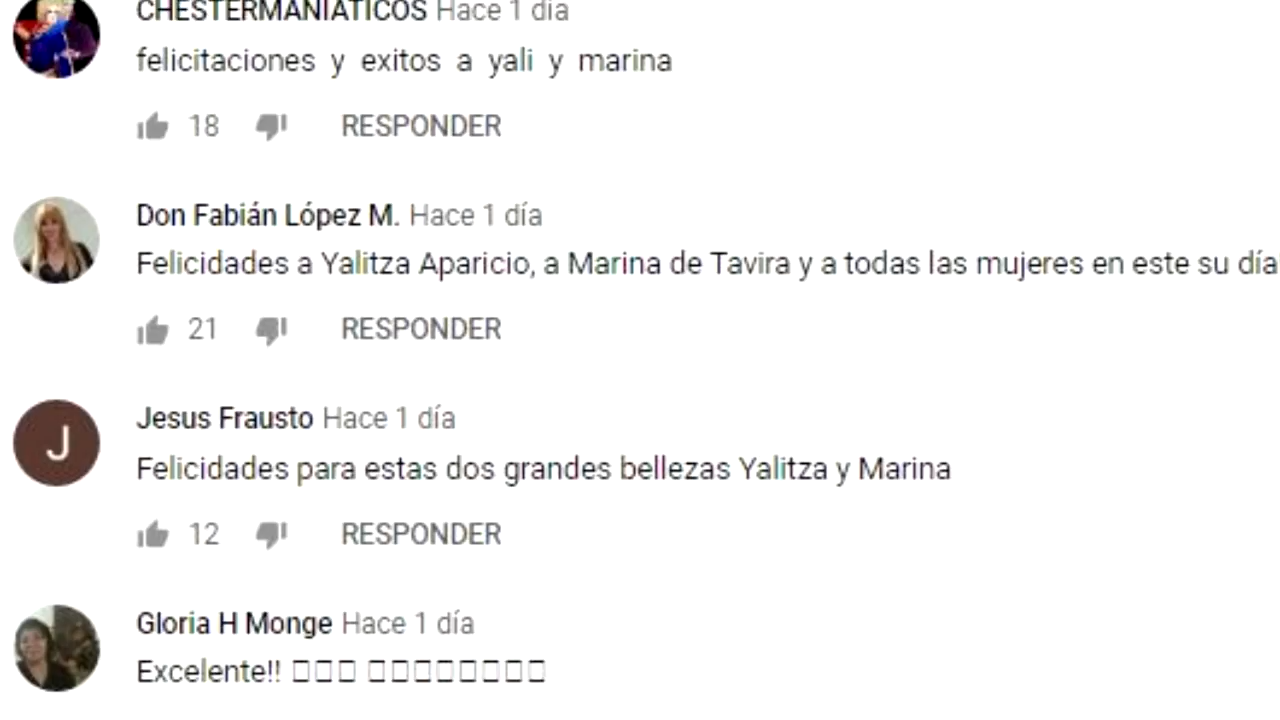 CHESTERMANIATICOS Hace 1 día
felicitaciones y exitos a yali y marina
18 RESPONDER
Don Fabián López M. Hace 1 día
Felicidades a Yalitza Aparicio, a Marina de Tavira y a todas las mujeres en este su día
21 RESPONDER
Jesus Frausto Hace 1 día
Felicidades para estas dos grandes bellezas Yalitza y Marina
J
12 RESPONDER
Gloria H Monge Hace 1 día
Excelente!! □□□ □□□□□□□□